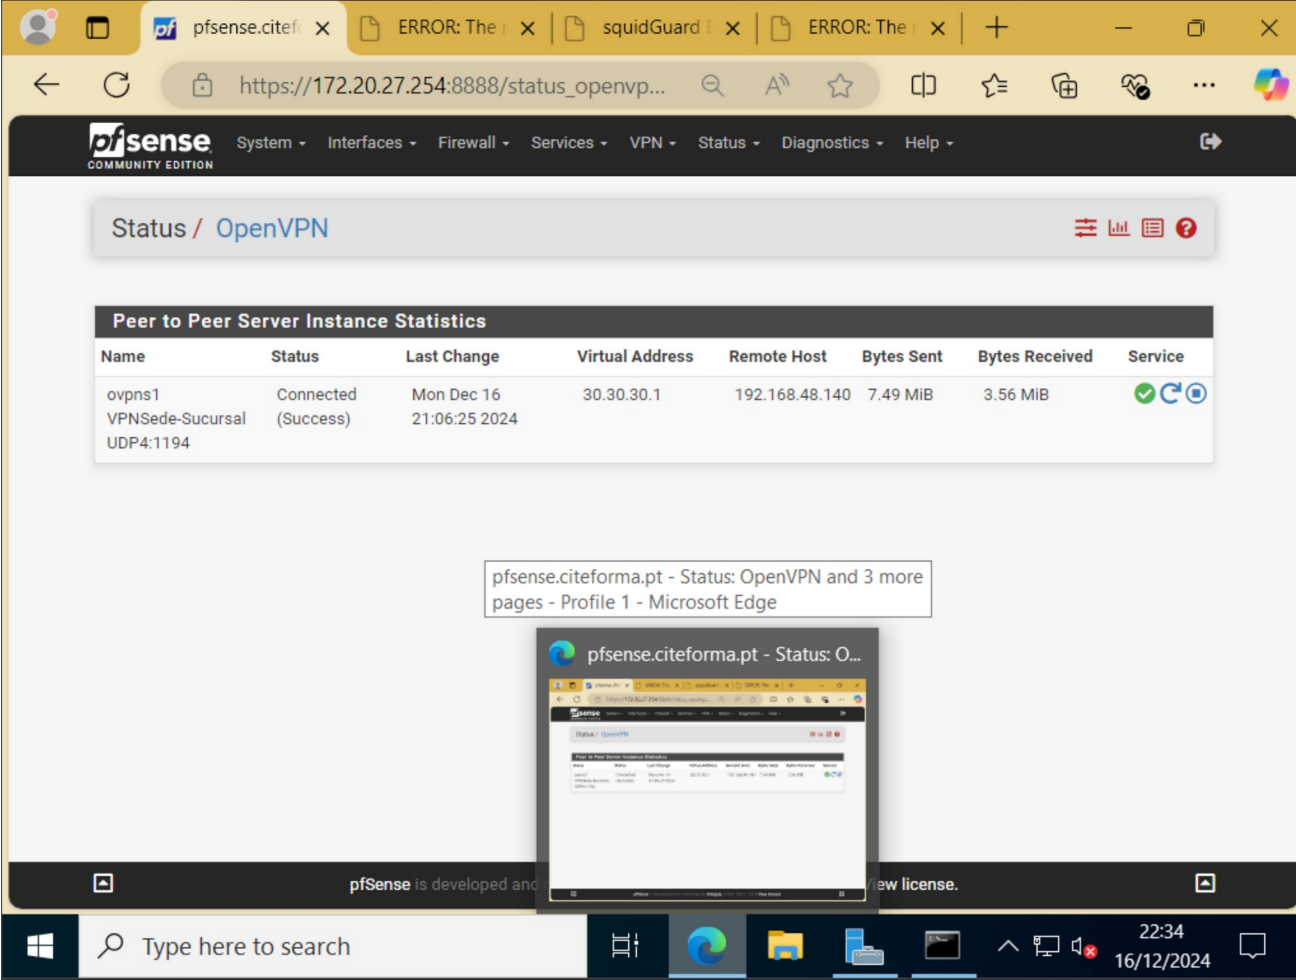 pfsense.citef
ERROR: The
squidGuard
ERROR: The
https://172.20.27.254:8888/status_openvp...
pfsense
COMMUNITY EDITION
System
Interfaces
Firewall
Services
VPN
Status
Diagnostics
Help
Status / OpenVPN
Peer to Peer Server Instance Statistics
Name Status Last Change Virtual Address Remote Host Bytes Sent Bytes Received Service
ovpns1 Connected Mon Dec 16 30.30.30.1 192.168.48.140 7.49 MiB 3.56 MiB
VPNSede-Sucursal (Success) 21:06:25 2024
UDP4:1194
pfsense.citeforma.pt - Status: OpenVPN and 3 more
pages - Profile 1 - Microsoft Edge
pfsense.citeforma.pt - Status: O...
pfSense is developed and
View license.
Type here to search
22:34
16/12/2024